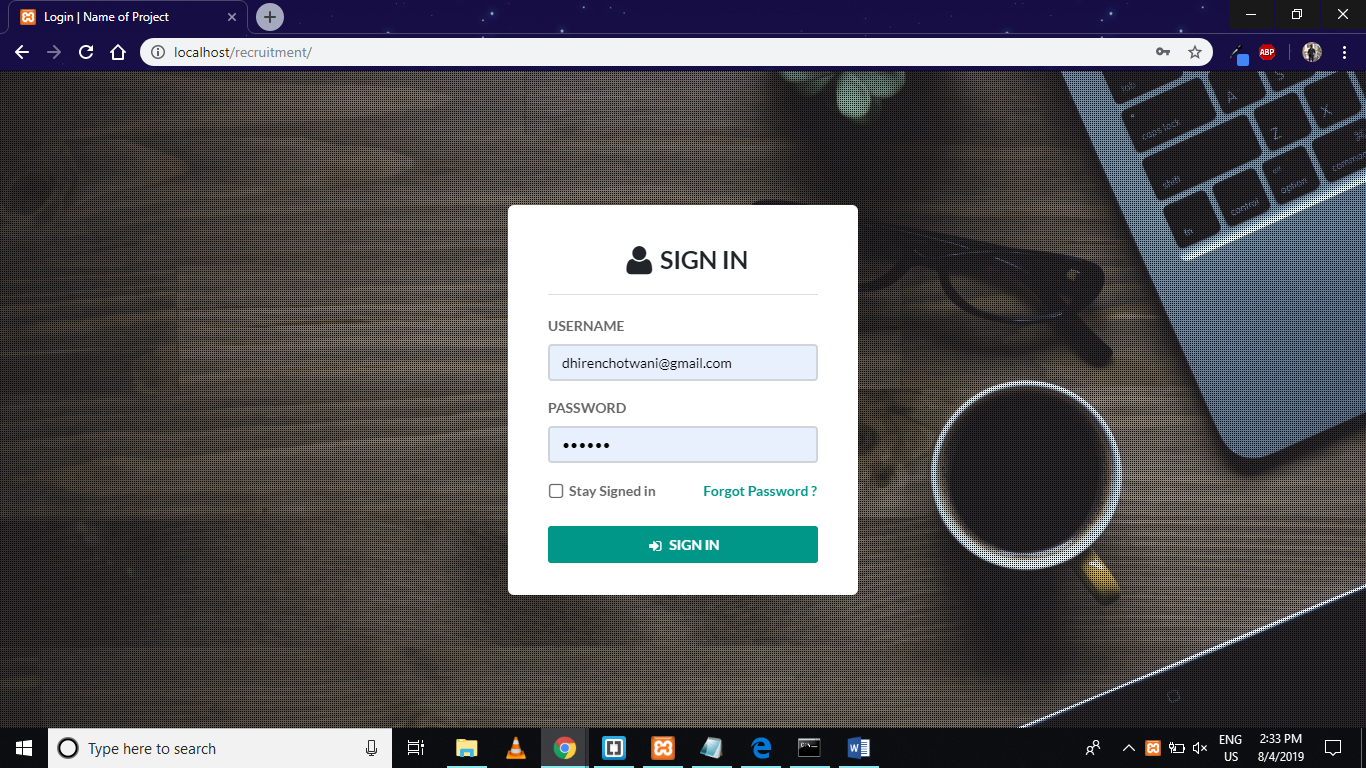 Login | Name of Project
localhost/recruitment/
ABP
tab
A
S
caps lock
Z
X
shift
fn
control
option
command
SIGN IN
USERNAME
dhirenchotwani@gmail.com
PASSWORD
Stay Signed in
Forgot Password ?
SIGN IN
Type here to search
ENG
US
2:33 PM
8/4/2019